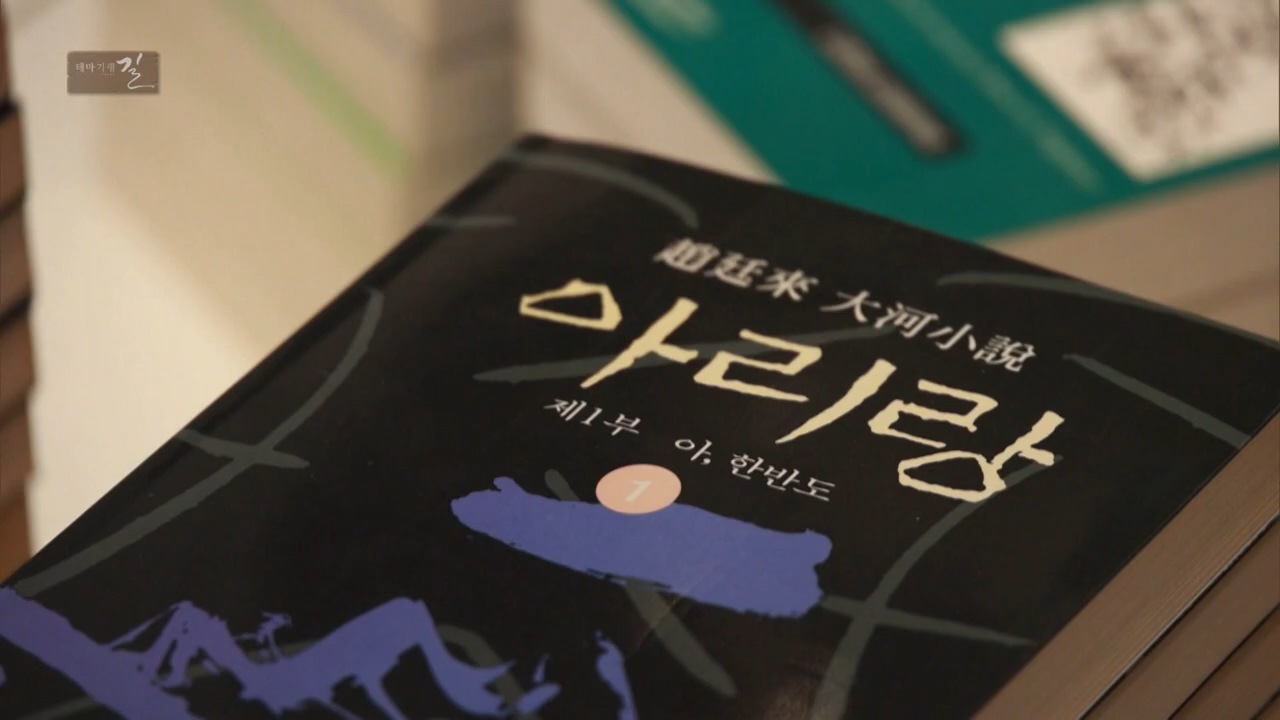 테마기행 길
趙廷來 大河小說
아리랑
제1부 아, 한반도
1